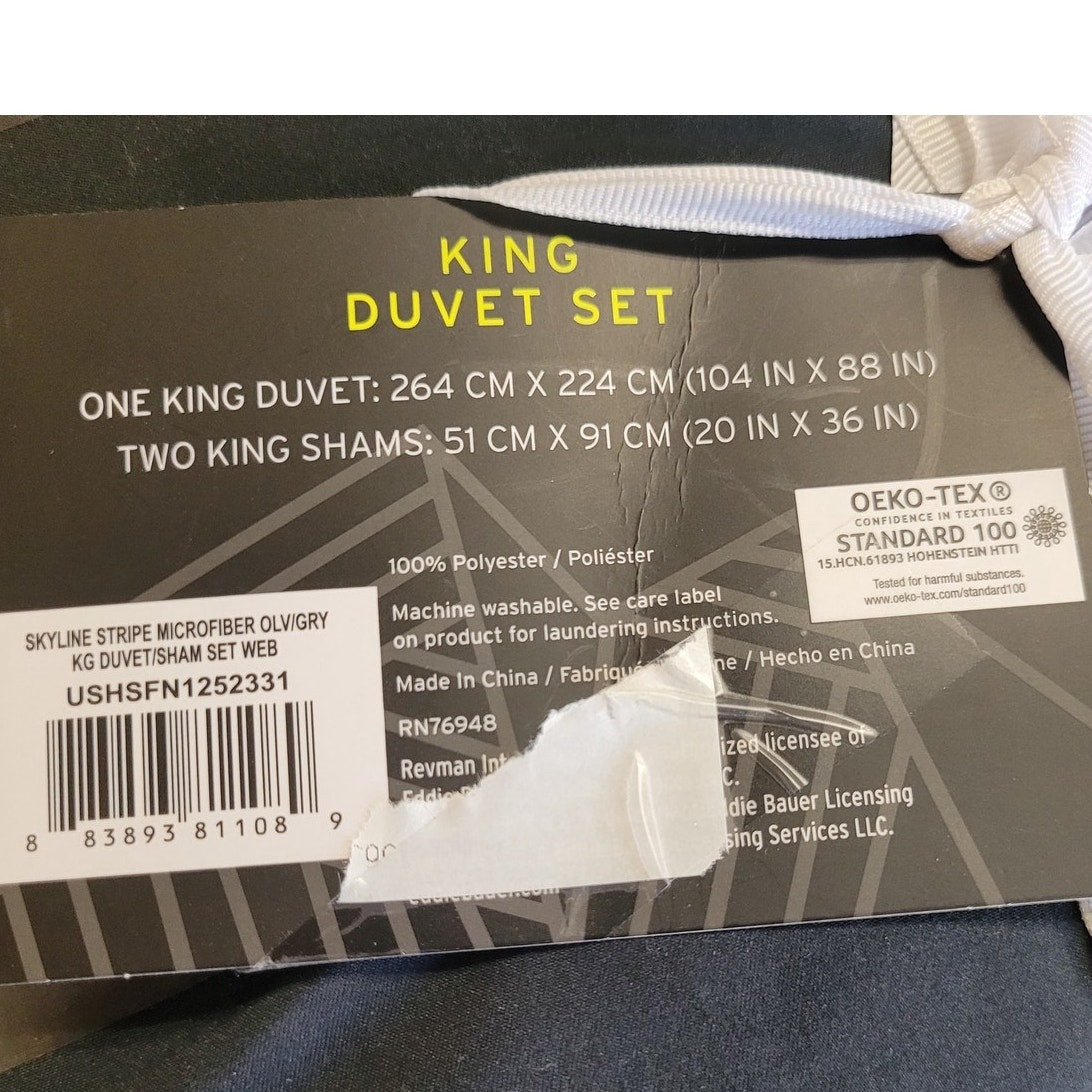 KING
DUVET SET
ONE KING DUVET: 264 CM X 224 CM (104 IN X 88 IN)
TWO KING SHAMS: 51 CM X 91 CM (20 IN X 36 IN)
OEKO-TEX®
CONFIDENCE IN TEXTILES
STANDARD 100
15.HCN.61893 HOHENSTEIN HTTI
Tested for harmful substances.
www.oeko-tex.com/standard100
100% Polyester / Poliéster
Machine washable. See care label
on product for laundering instructions.
Made In China / Fabriqué / Hecho en China
RN76948
Revman licensee of
Eddie Bauer Licensing
Services LLC.
eddiebauer.com
SKYLINE STRIPE MICROFIBER OLV/GRY
KG DUVET/SHAM SET WEB
USHSFN1252331
8 83893 81108 9